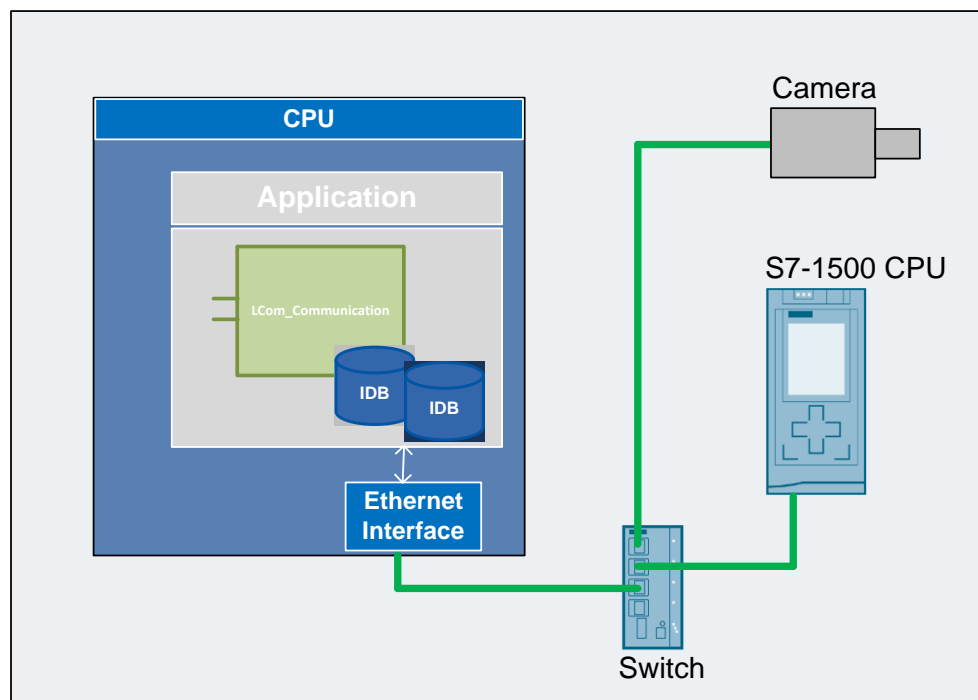 CPU
Application
LCom_Communication
IDB
IDB
Ethernet
Interface
Camera
S7-1500 CPU
Switch